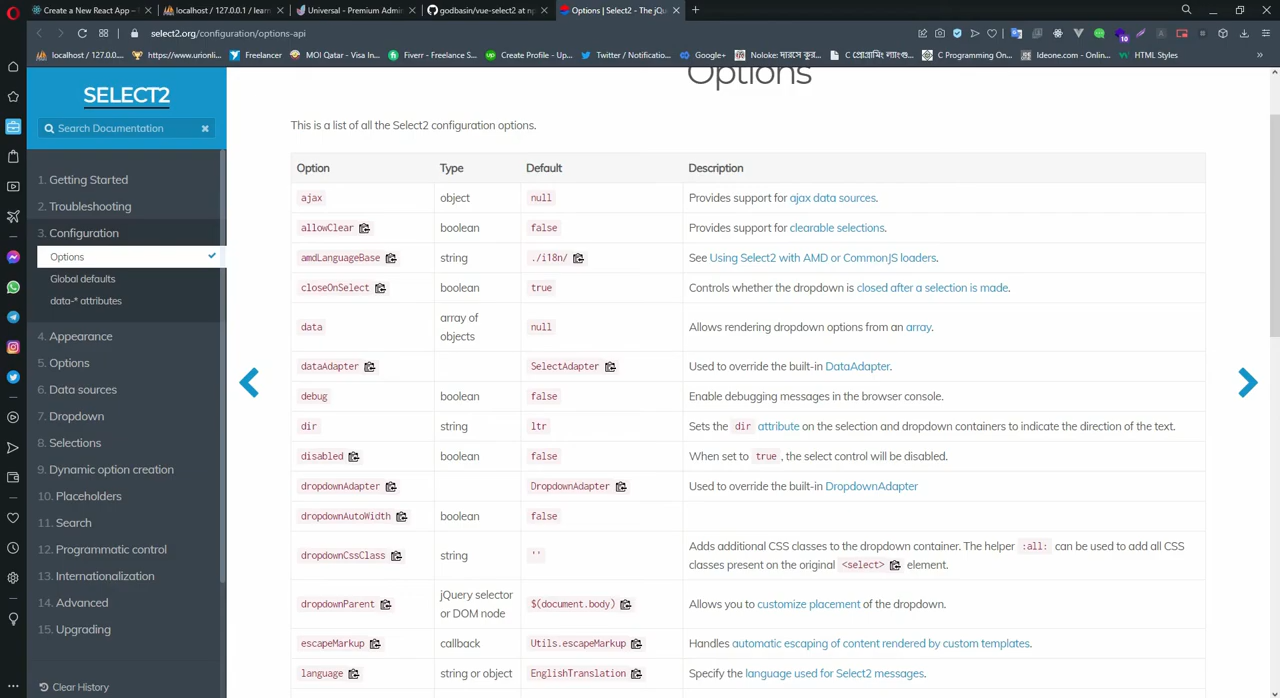 Create a New React App –
localhost / 127.0.0.1 / lear
Universal - Premium Admin
godbasin/vue-select2 at np
Options | Select2 - The jQu
select2.org/configuration/options-api
10
localhost / 127.0.0....
https://www.urionli...
Freelancer
MOI Qatar - Visa In...
Fiverr - Freelance S...
Create Profile - Up...
Twitter / Notificatio...
Google+
C Programming On...
Ideone.com - Onlin...
HTML Styles
»
SELECT2
Search Documentation
1. Getting Started
2. Troubleshooting
3. Configuration
Options
Global defaults
data-* attributes
4. Appearance
5. Options
6. Data sources
7. Dropdown
8. Selections
9. Dynamic option creation
10. Placeholders
11. Search
12. Programmatic control
13. Internationalization
14. Advanced
15. Upgrading
Clear History
Options
This is a list of all the Select2 configuration options.
Option Type Default Description
ajax object null Provides support for ajax data sources.
allowClear boolean false Provides support for clearable selections.
amdLanguageBase string ./i18n/ See Using Select2 with AMD or CommonJS loaders.
closeOnSelect boolean true Controls whether the dropdown is closed after a selection is made.
data array of objects null Allows rendering dropdown options from an array.
dataAdapter SelectAdapter Used to override the built-in DataAdapter.
debug boolean false Enable debugging messages in the browser console.
dir string ltr Sets the dir attribute on the selection and dropdown containers to indicate the direction of the text.
disabled boolean false When set to true, the select control will be disabled.
dropdownAdapter DropdownAdapter Used to override the built-in DropdownAdapter
dropdownAutoWidth boolean false
dropdownCssClass string '' Adds additional CSS classes to the dropdown container. The helper :all: can be used to add all CSS
classes present on the original <select> element.
dropdownParent jQuery selector or DOM node $(document.body) Allows you to customize placement of the dropdown.
escapeMarkup callback Utils.escapeMarkup Handles automatic escaping of content rendered by custom templates.
language string or object EnglishTranslation Specify the language used for Select2 messages.